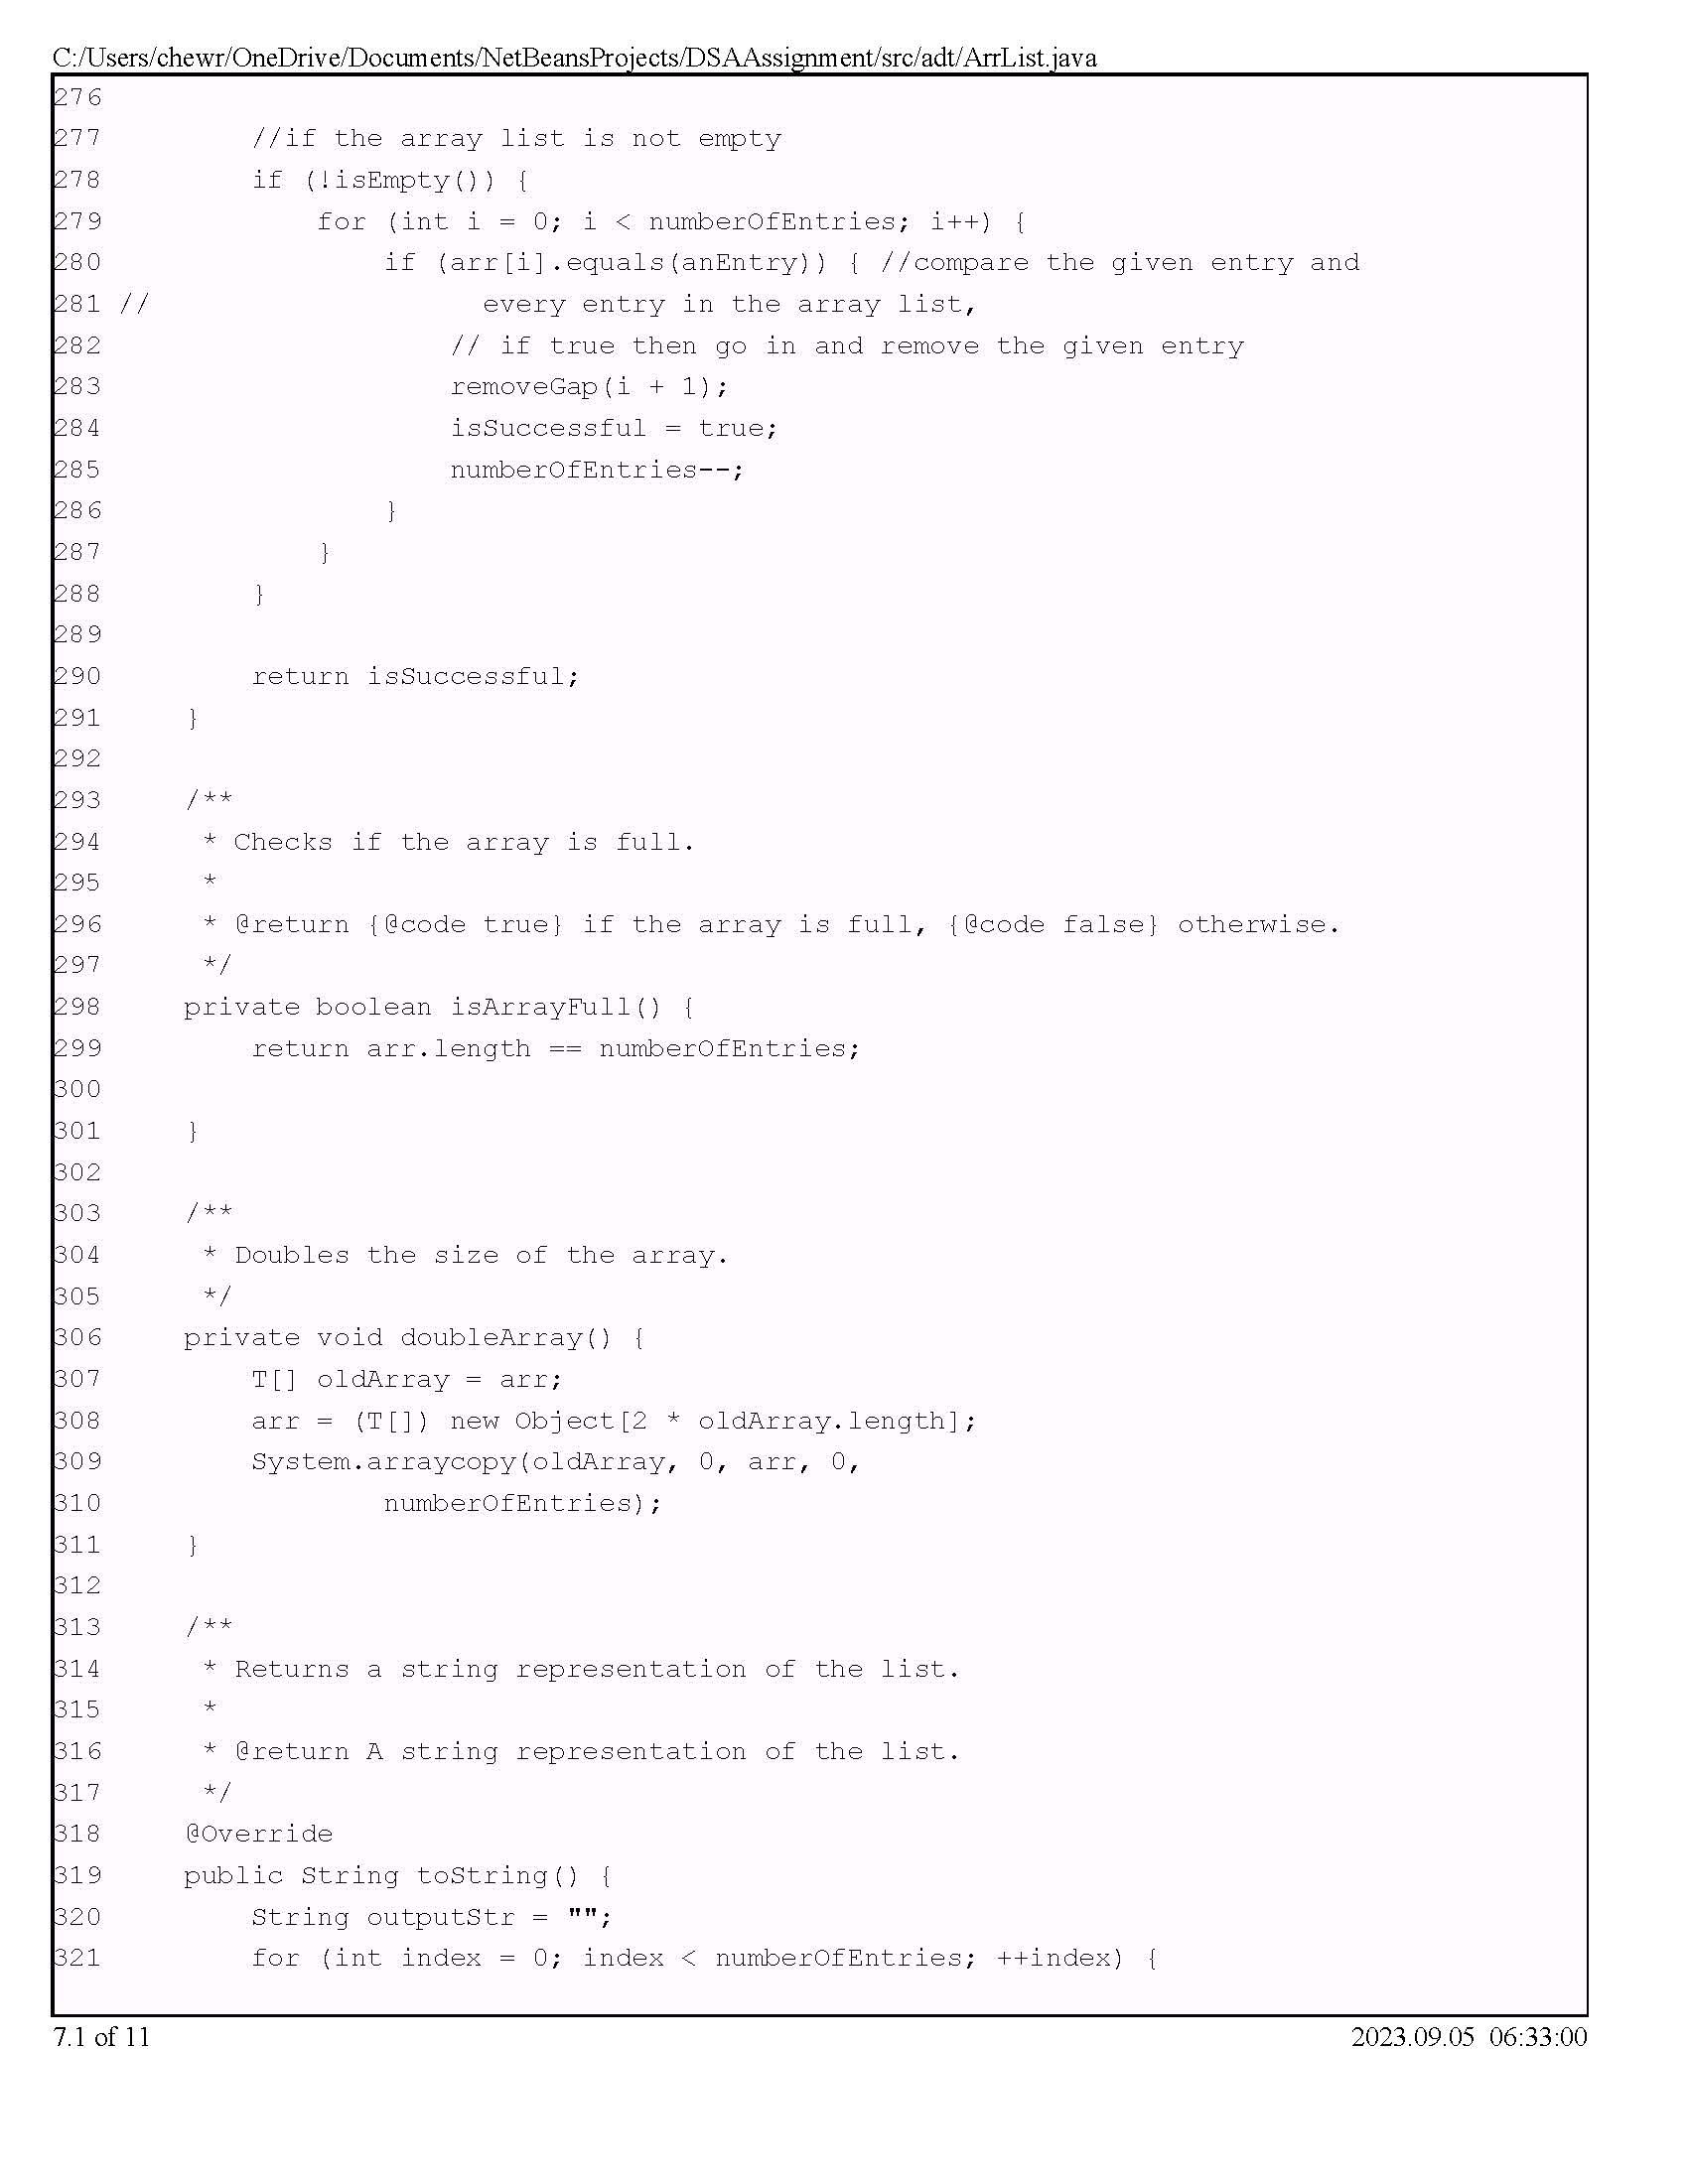 C:/Users/chewr/OneDrive/Documents/NetBeansProjects/DSAAssignment/src/adt/ArrList.java
276
277         //if the array list is not empty
278         if (!isEmpty()) {
279             for (int i = 0; i < numberOfEntries; i++) {
280                 if (arr[i].equals(anEntry)) { //compare the given entry and
281 //                    every entry in the array list,
282                     // if true then go in and remove the given entry
283                     removeGap(i + 1);
284                     isSuccessful = true;
285                     numberOfEntries--;
286                 }
287             }
288         }
289
290         return isSuccessful;
291     }
292
293     /**
294      * Checks if the array is full.
295      *
296      * @return {@code true} if the array is full, {@code false} otherwise.
297      */
298     private boolean isArrayFull() {
299         return arr.length == numberOfEntries;
300
301     }
302
303     /**
304      * Doubles the size of the array.
305      */
306     private void doubleArray() {
307         T[] oldArray = arr;
308         arr = (T[]) new Object[2 * oldArray.length];
309         System.arraycopy(oldArray, 0, arr, 0,
310                 numberOfEntries);
311     }
312
313     /**
314      * Returns a string representation of the list.
315      *
316      * @return A string representation of the list.
317      */
318     @Override
319     public String toString() {
320         String outputStr = "";
321         for (int index = 0; index < numberOfEntries; ++index) {
7.1 of 11
2023.09.05 06:33:00